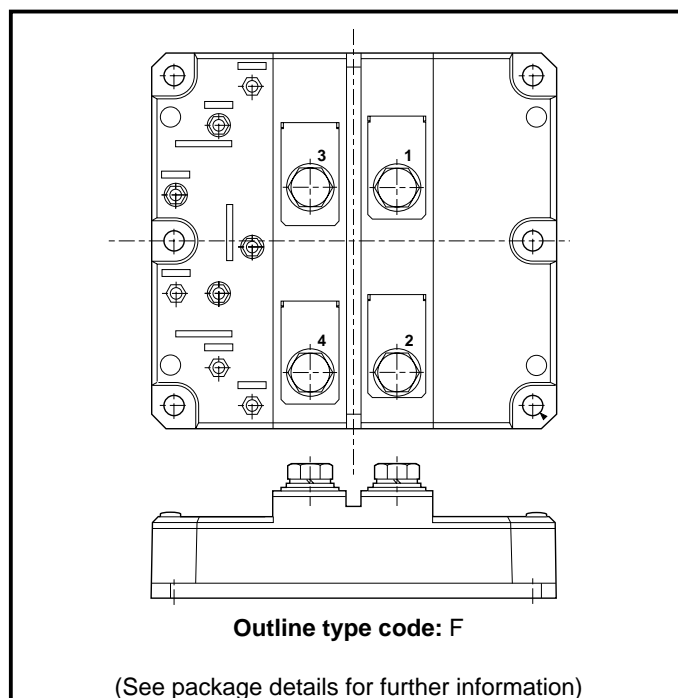 3 1
4 2
Outline type code: F
(See package details for further information)